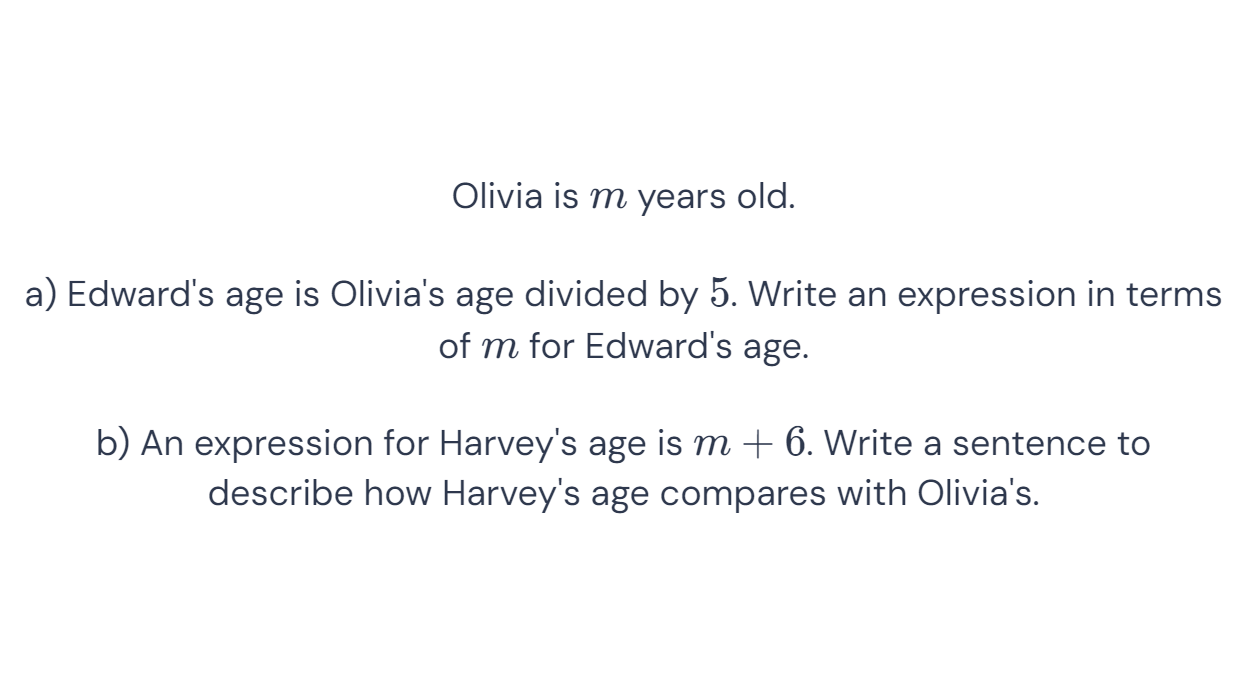 Olivia is m years old.
a) Edward's age is Olivia's age divided by 5. Write an expression in terms
of m for Edward's age.
b) An expression for Harvey's age is m + 6. Write a sentence to
describe how Harvey's age compares with Olivia's.